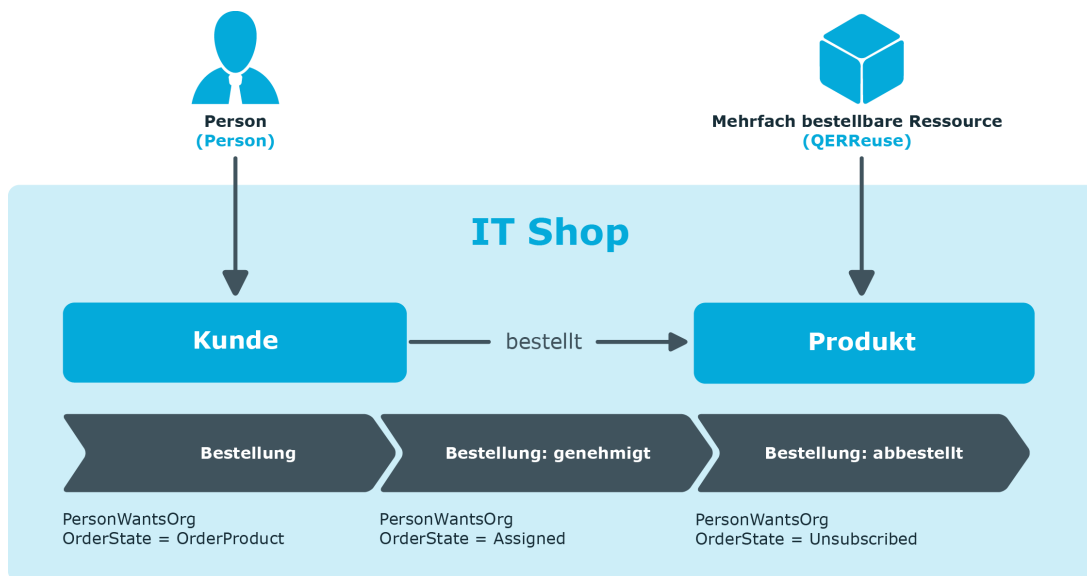 Person
(Person)
Mehrfach bestellbare Ressource
(QERReuse)
IT Shop
Kunde
bestellt
Produkt
Bestellung
Bestellung: genehmigt
Bestellung: abbestellt
PersonWantsOrg
OrderState = OrderProduct
PersonWantsOrg
OrderState = Assigned
PersonWantsOrg
OrderState = Unsubscribed